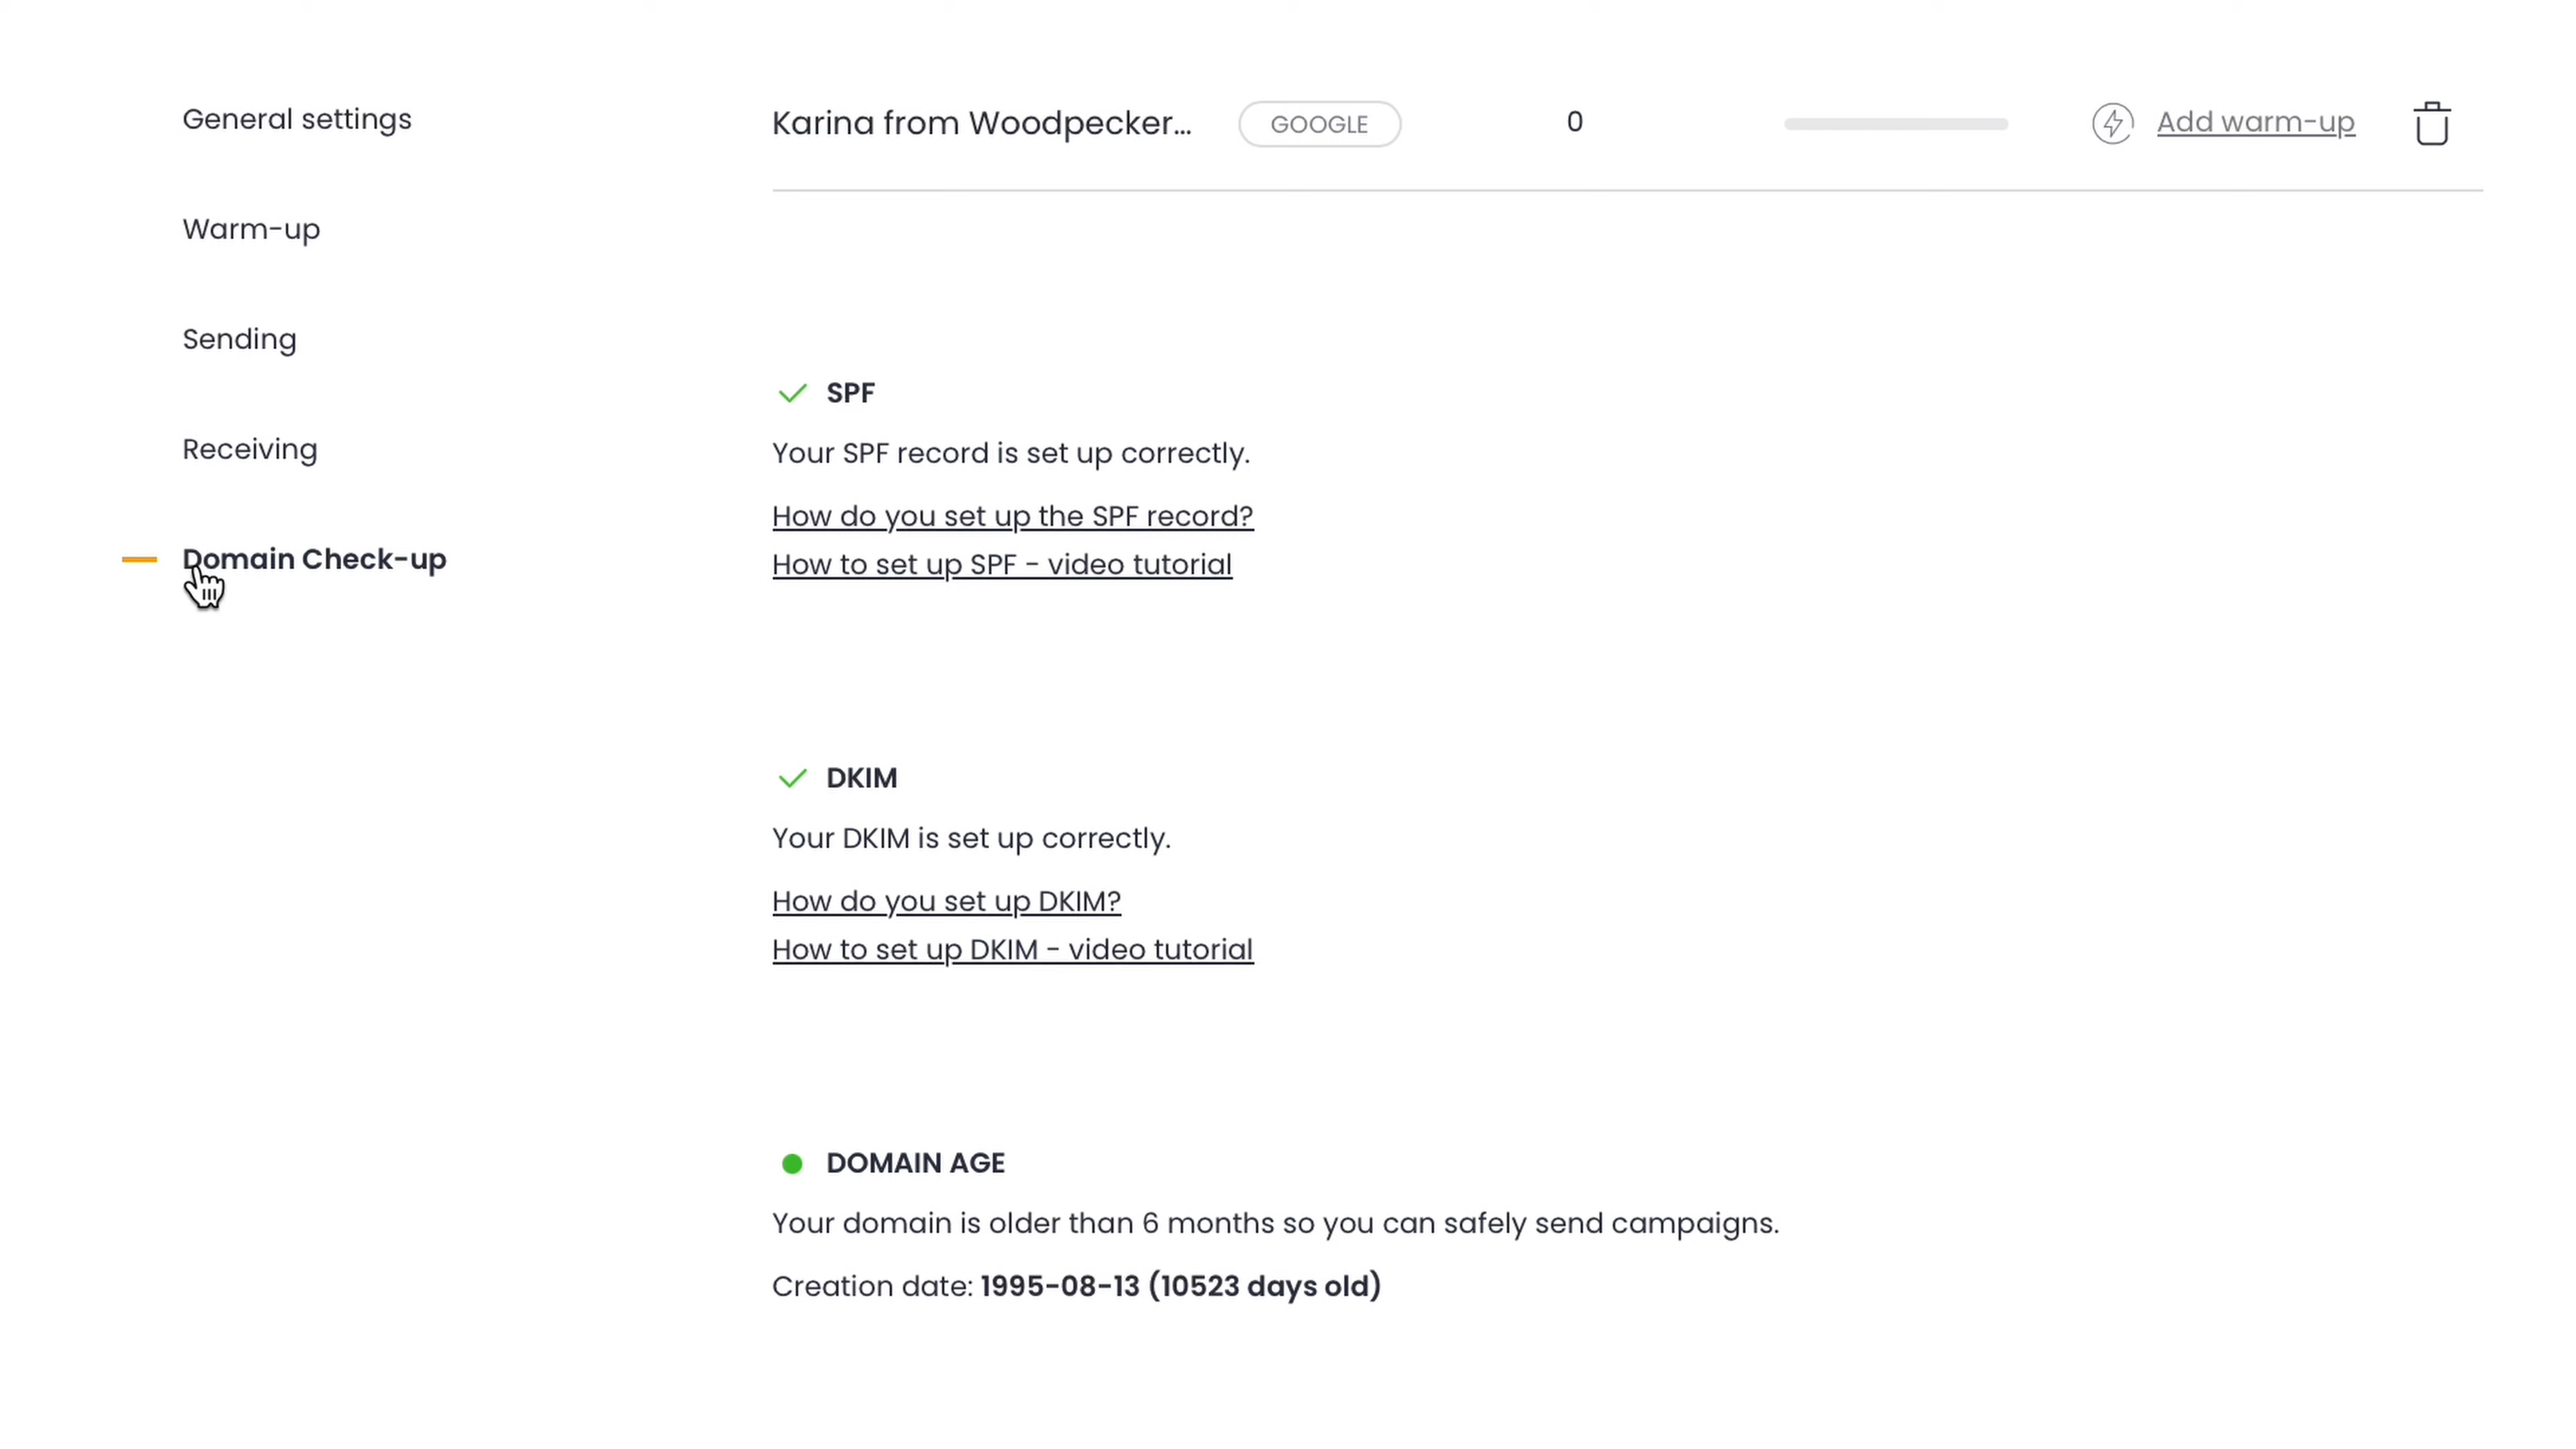 General settings
Warm-up
Sending
Receiving
Domain Check-up
Karina from Woodpecker... GOOGLE 0 Add warm-up
SPF
Your SPF record is set up correctly.
How do you set up the SPF record?
How to set up SPF - video tutorial
DKIM
Your DKIM is set up correctly.
How do you set up DKIM?
How to set up DKIM - video tutorial
DOMAIN AGE
Your domain is older than 6 months so you can safely send campaigns.
Creation date: 1995-08-13 (10523 days old)